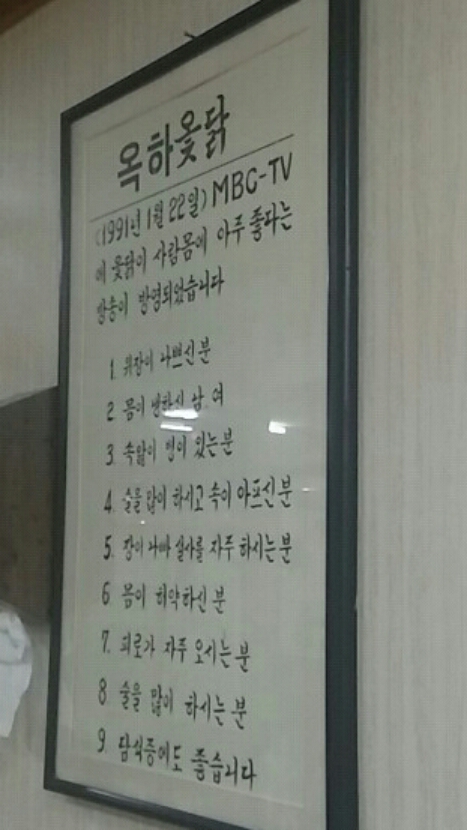 옥하옻닭
(1991년 1월 22일) MBC-TV
에 옻닭이 사람몸에 아주 좋다는
방송이 방영되었습니다
1. 위장이 나쁘신분
2. 몸이 냉하신 남.여
3. 속앓이 병이 있는분
4. 술을 많이 하시고 속이 아프신분
5. 장이 나빠 설사를 자주 하시는분
6 몸이 허약하신 분
7. 피로가 자주 오시는 분
8 술을 많이 하시는 분
9 담석증에도 좋습니다